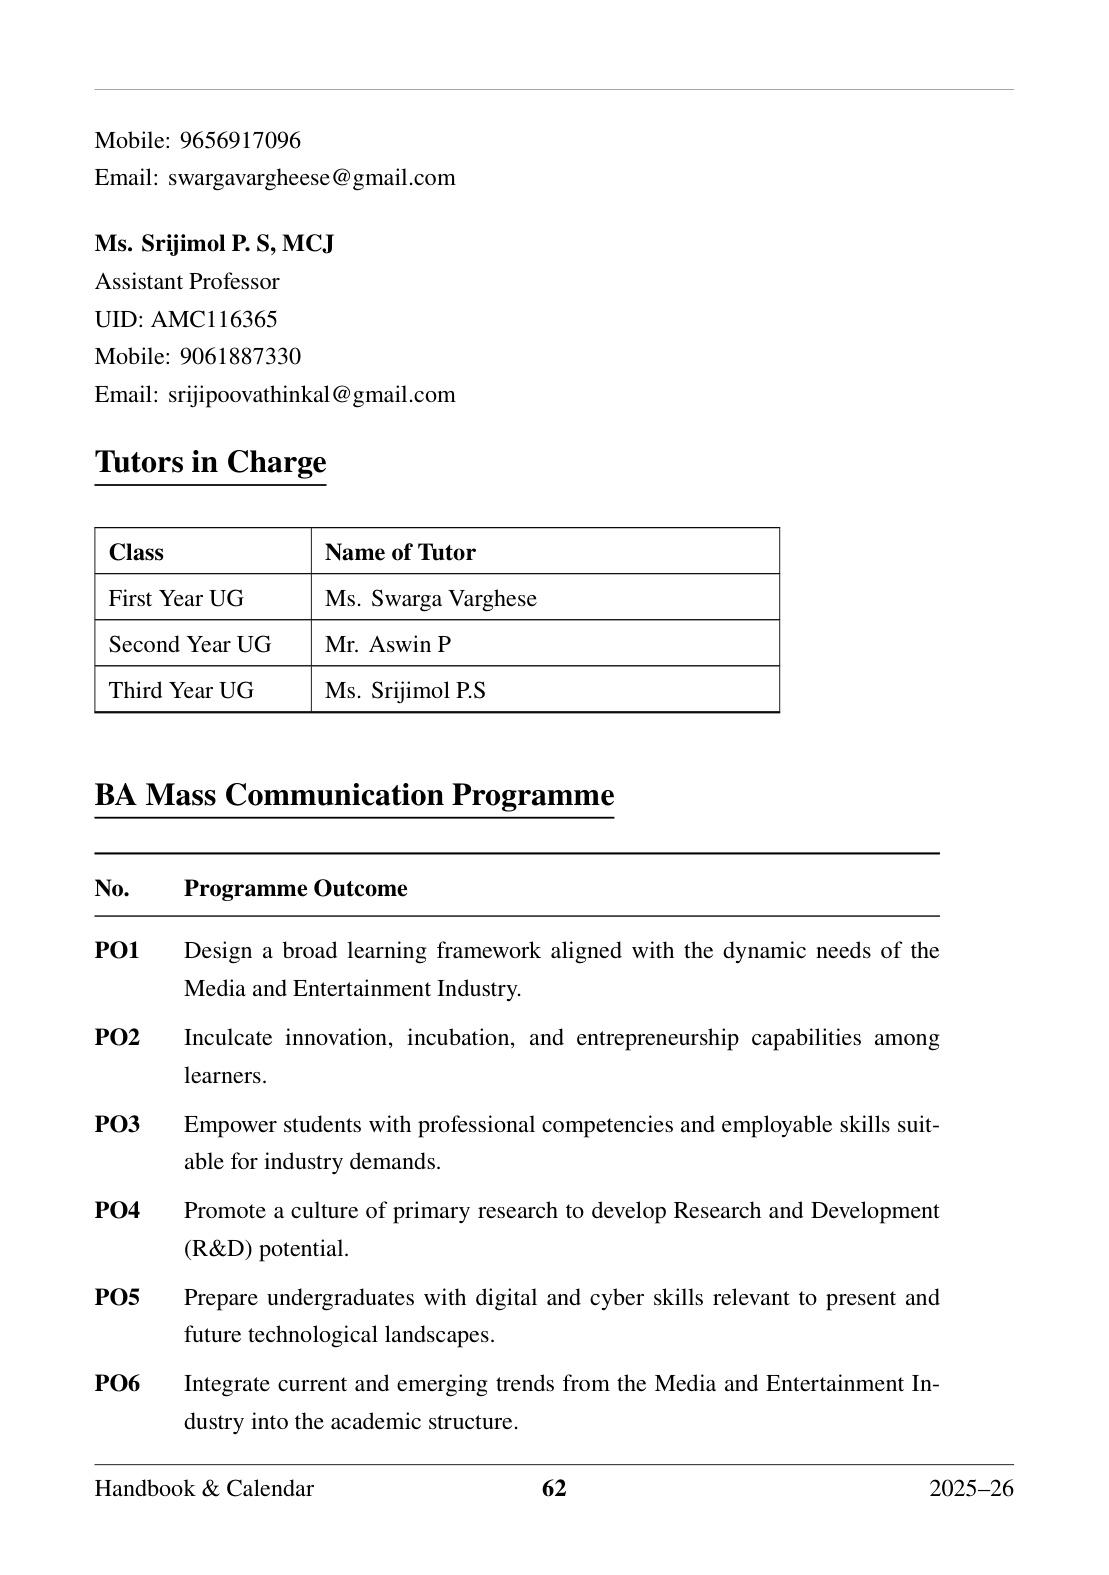 Mobile: 9656917096
Email: swargavargheese@gmail.com
Ms. Srijimol P. S, MCJ
Assistant Professor
UID: AMC116365
Mobile: 9061887330
Email: srijipoovathinkal@gmail.com
Tutors in Charge
Class Name of Tutor
First Year UG Ms. Swarga Varghese
Second Year UG Mr. Aswin P
Third Year UG Ms. Srijimol P.S
BA Mass Communication Programme
No. Programme Outcome
PO1 Design a broad learning framework aligned with the dynamic needs of the
Media and Entertainment Industry.
PO2 Inculcate innovation, incubation, and entrepreneurship capabilities among
learners.
PO3 Empower students with professional competencies and employable skills suit-
able for industry demands.
PO4 Promote a culture of primary research to develop Research and Development
(R&D) potential.
PO5 Prepare undergraduates with digital and cyber skills relevant to present and
future technological landscapes.
PO6 Integrate current and emerging trends from the Media and Entertainment In-
dustry into the academic structure.
Handbook & Calendar 62 2025–26